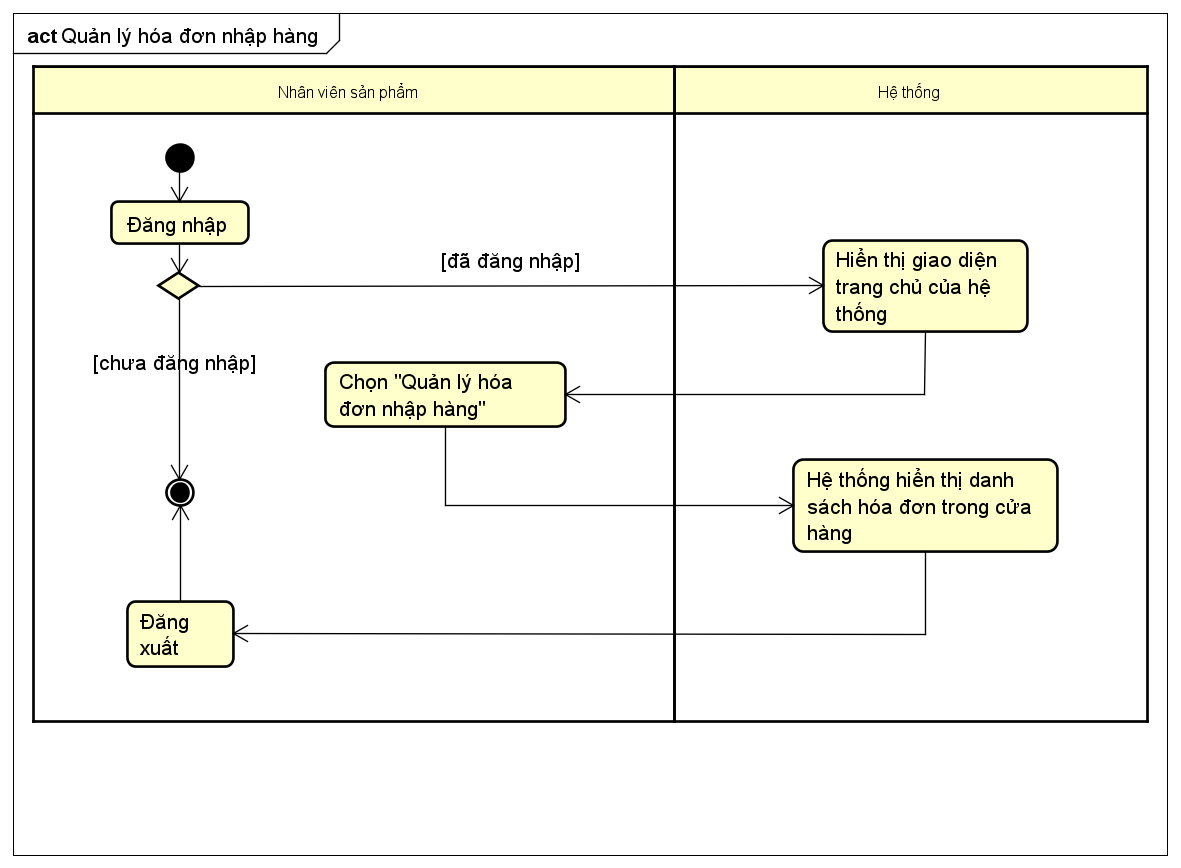 act Quản lý hóa đơn nhập hàng
Nhân viên sản phẩm
Hệ thống
Đăng nhập
[đã đăng nhập]
Hiển thị giao diện
trang chủ của hệ
thống
[chưa đăng nhập]
Chọn "Quản lý hóa
đơn nhập hàng"
Hệ thống hiển thị danh
sách hóa đơn trong cửa
hàng
Đăng
xuất